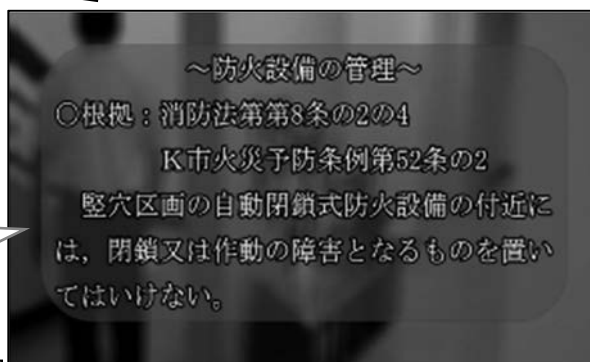 ～防火設備の管理～
○根拠：消防法第第8条の2の4
K市火災予防条例第52条の2
竪穴区画の自動閉鎖式防火設備の付近に
は，閉鎖又は作動の障害となるものを置い
てはいけない。